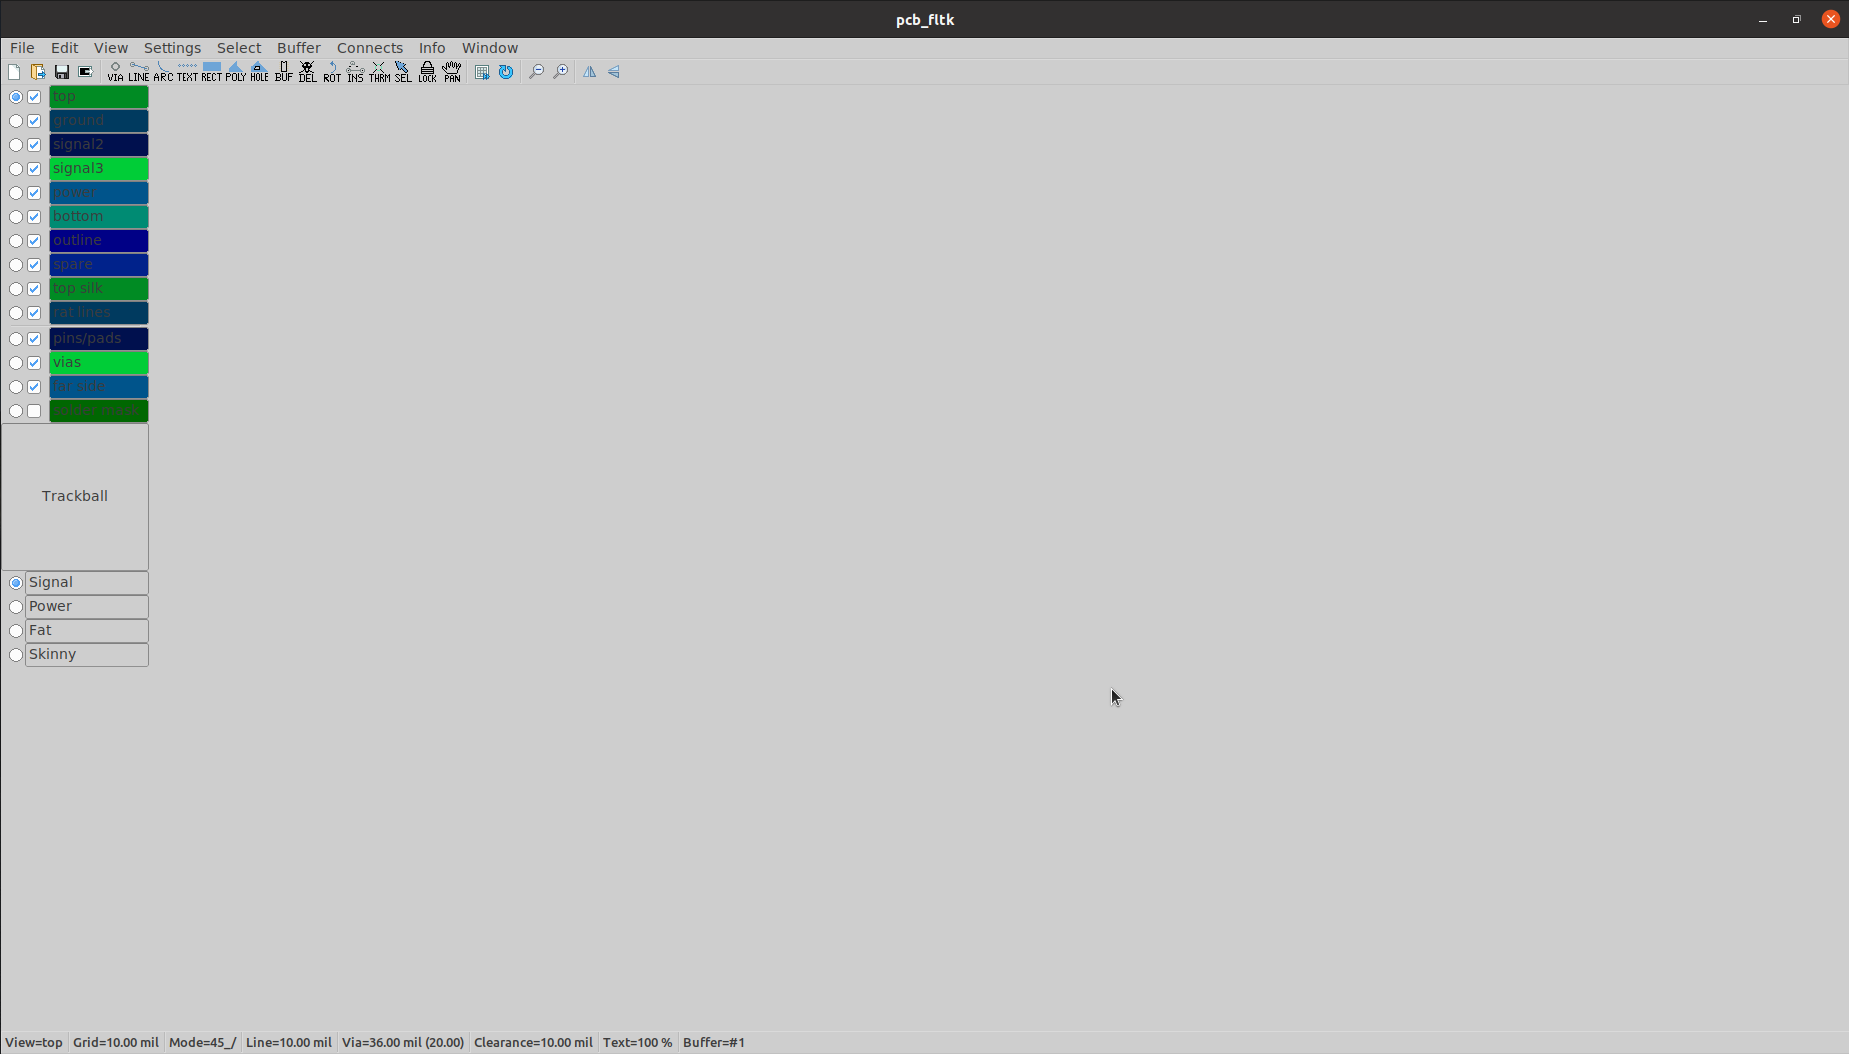 pcb_fltk
File Edit View Settings Select Buffer Connects Info Window
VIA LINE ARC TEXT RECT POLY HOLE BUF DEL ROT INS THRM SEL LOCK PAN
top
ground
signal2
signal3
power
bottom
outline
spare
top silk
rat lines
pins/pads
vias
far side
Trackball
Signal
Power
Fat
Skinny
View=top Grid=10.00 mil Mode=45_/ Line=10.00 mil Via=36.00 mil (20.00) Clearance=10.00 mil Text=100 % Buffer=#1